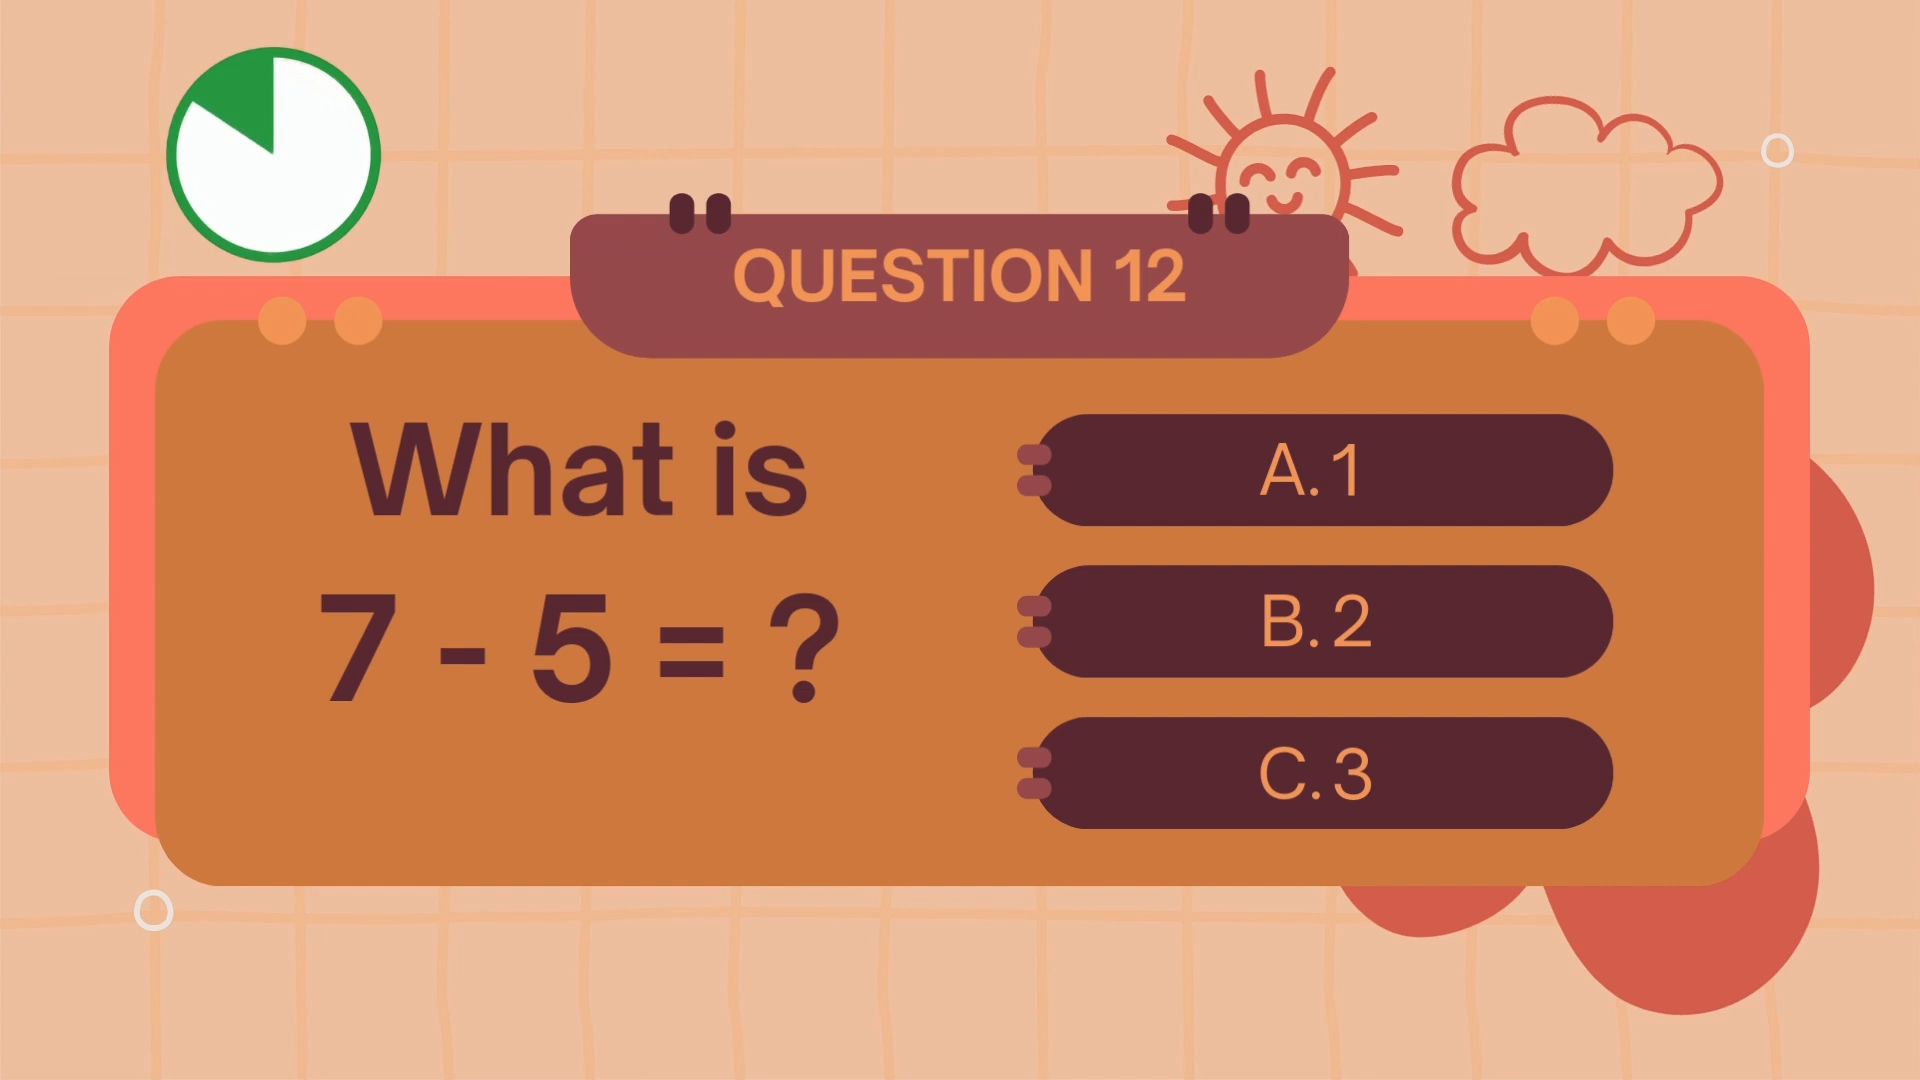 QUESTION 12
What is
7 - 5 = ?
A. 1
B. 2
C. 3